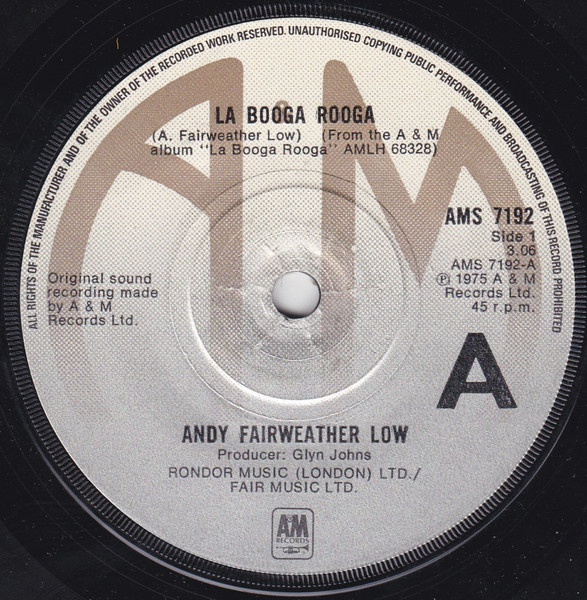 ALL RIGHTS OF THE MANUFACTURER AND OF THE OWNER OF THE RECORDED WORK RESERVED. UNAUTHORISED COPYING PUBLIC PERFORMANCE AND BROADCASTING OF THIS RECORD PROHIBITED
LA BOOGA ROOGA
(A. Fairweather Low) (From the A & M
album "La Booga Rooga" AMLH 68328)
AMS 7192
Side 1
3.06
AMS 7192-A
Ⓟ 1975 A & M
Records Ltd.
45 r.p.m.
Original sound
recording made
by A & M
Records Ltd.
A
ANDY FAIRWEATHER LOW
Producer: Glyn Johns
RONDOR MUSIC (LONDON) LTD./
FAIR MUSIC LTD.
AM
RECORDS